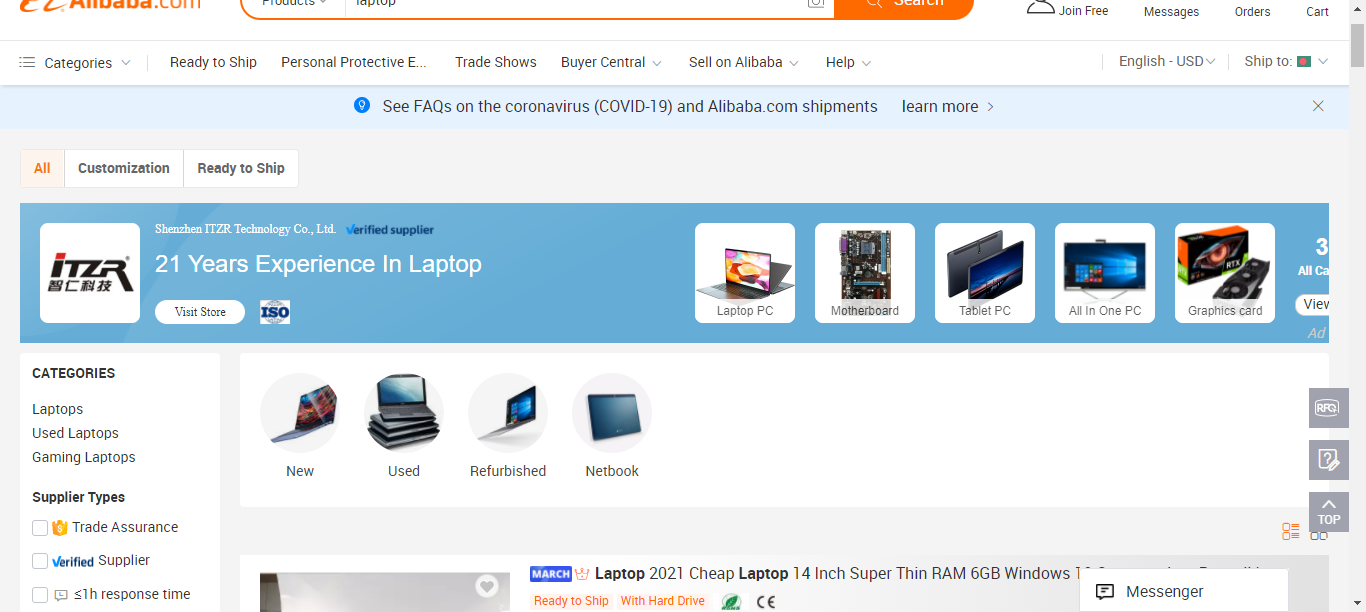 Alibaba.com
Products
laptop
Search
Join Free
Messages
Orders
Cart
Categories
Ready to Ship
Personal Protective E...
Trade Shows
Buyer Central
Sell on Alibaba
Help
English - USD
Ship to:
See FAQs on the coronavirus (COVID-19) and Alibaba.com shipments
learn more
All
Customization
Ready to Ship
iTZR
智仁科技
Shenzhen ITZR Technology Co., Ltd.
Verified supplier
21 Years Experience In Laptop
Visit Store
ISO
Laptop PC
Motherboard
Tablet PC
All In One PC
RTX
Graphics card
3
All Ca
View
Ad
CATEGORIES
Laptops
Used Laptops
Gaming Laptops
Supplier Types
Trade Assurance
Verified Supplier
≤1h response time
New
Used
Refurbished
Netbook
RFQ
TOP
MARCH
Laptop 2021 Cheap Laptop 14 Inch Super Thin RAM 6GB Windows
Ready to Ship
With Hard Drive
CE
Messenger